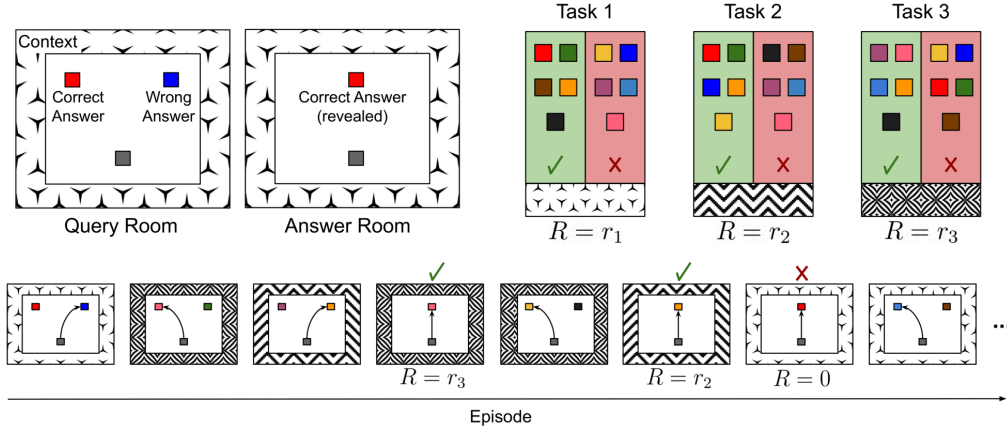 Context
Correct
Answer
Wrong
Answer
Query Room
Correct Answer
(revealed)
Answer Room
Task 1
✓ ✗
R = r₁
Task 2
✓ ✗
R = r₂
Task 3
✓ ✗
R = r₃
✓
R = r₃
✓
R = r₂
✗
R = 0
...
Episode